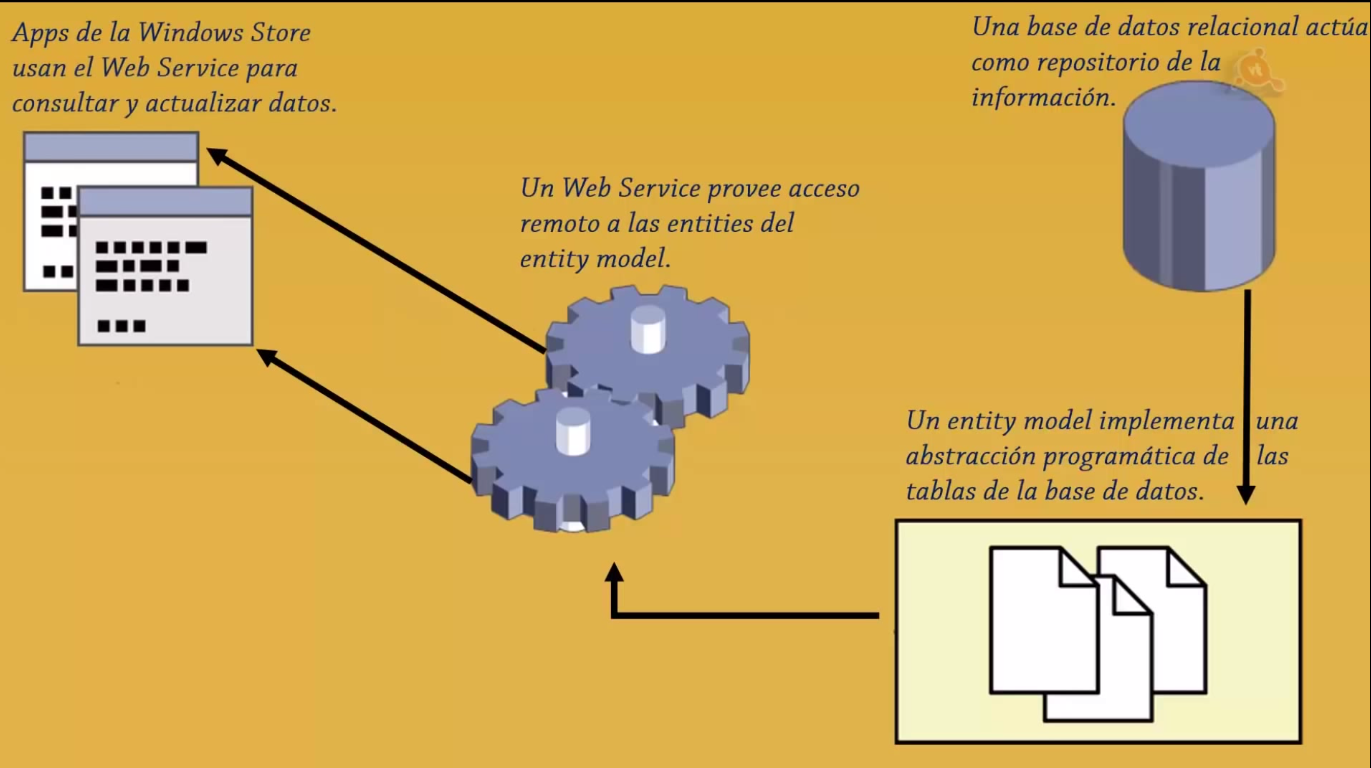 Apps de la Windows Store
usan el Web Service para
consultar y actualizar datos.
Una base de datos relacional actúa
como repositorio de la
información.
Un Web Service provee acceso
remoto a las entities del
entity model.
Un entity model implementa una
abstracción programática de las
tablas de la base de datos.